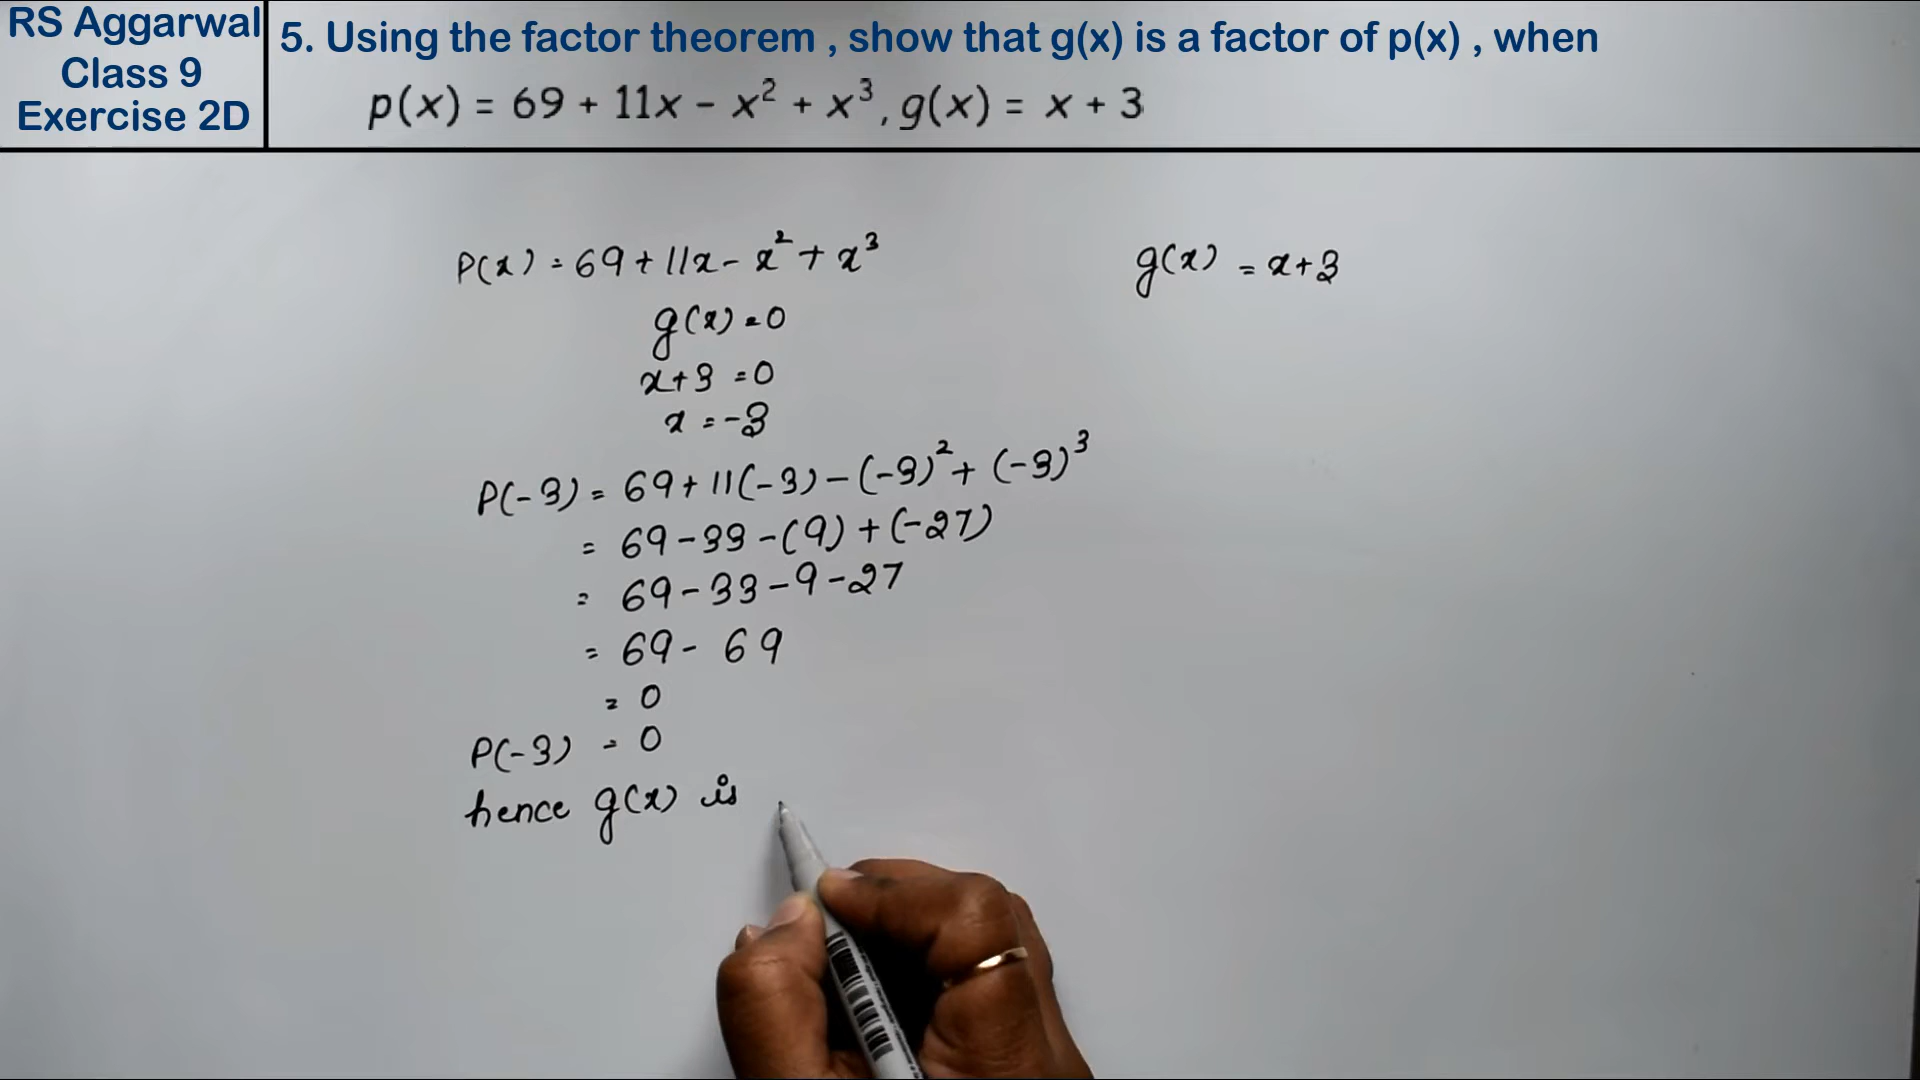 RS Aggarwal
Class 9
Exercise 2D
5. Using the factor theorem , show that g(x) is a factor of p(x) , when
p(x) = 69 + 11x - x² + x³, g(x) = x + 3
P(x) = 69 + 11x - x² + x³
g(x) = x+3
g(x) = 0
x+3 = 0
x = -3
P(-3) = 69 + 11(-3) - (-3)² + (-3)³
= 69 - 33 - (9) + (-27)
= 69 - 33 - 9 - 27
= 69 - 69
= 0
P(-3) = 0
hence g(x) is